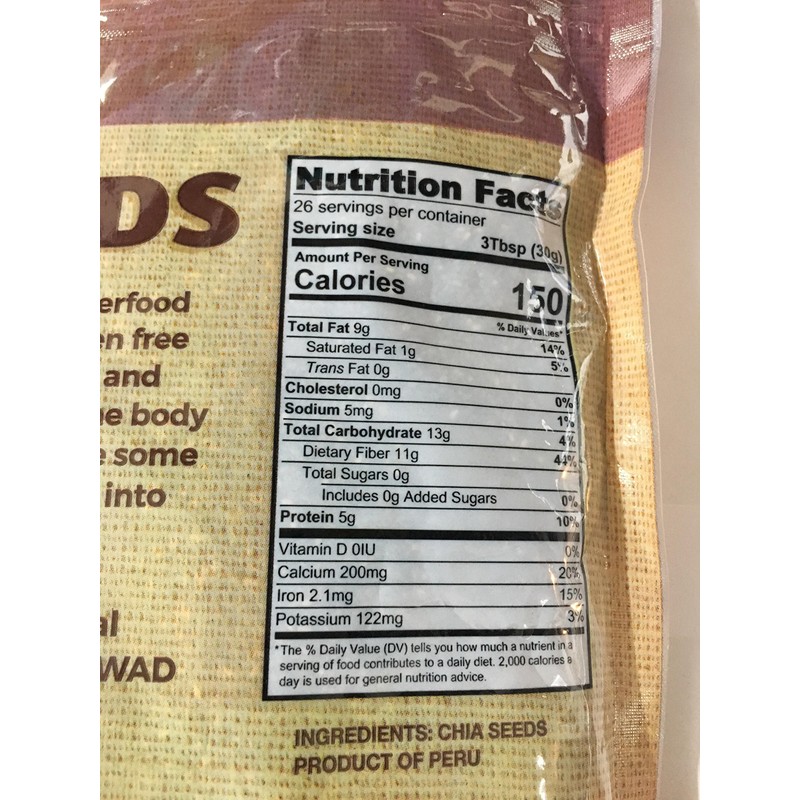 DS
erfood
n free
and
e body
some
into
al
WAD
Nutrition Facts
26 servings per container
Serving size 3Tbsp (30g)
Amount Per Serving
Calories 150
% Daily Values*
Total Fat 9g 14%
Saturated Fat 1g 5%
Trans Fat 0g
Cholesterol 0mg 0%
Sodium 5mg 1%
Total Carbohydrate 13g 4%
Dietary Fiber 11g 44%
Total Sugars 0g
Includes 0g Added Sugars 0%
Protein 5g 10%
Vitamin D 0IU 0%
Calcium 200mg 20%
Iron 2.1mg 15%
Potassium 122mg 3%
*The % Daily Value (DV) tells you how much a nutrient in a
serving of food contributes to a daily diet. 2,000 calories a
day is used for general nutrition advice.
INGREDIENTS: CHIA SEEDS
PRODUCT OF PERU